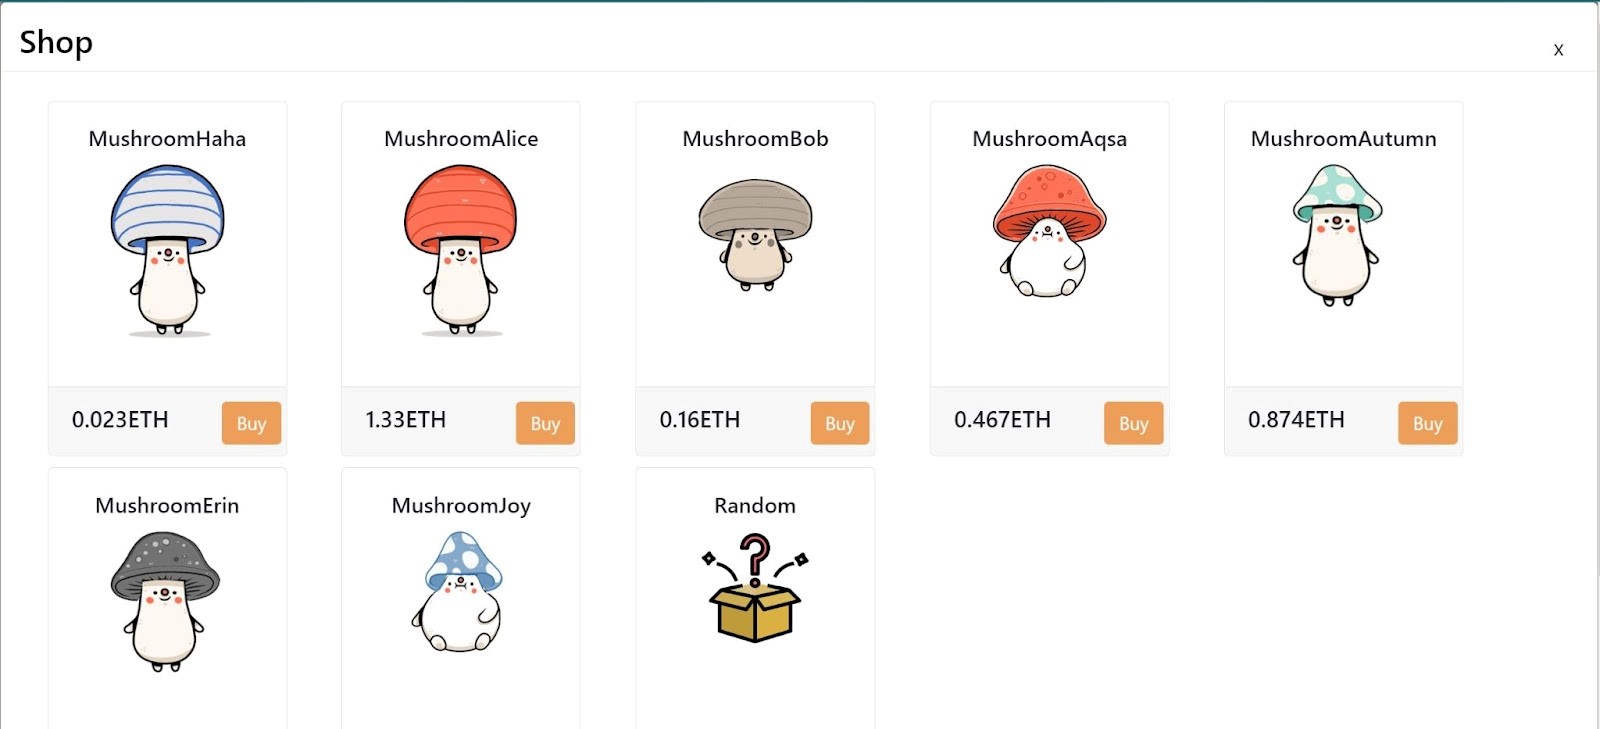 Shop
x
MushroomHaha
MushroomAlice
MushroomBob
MushroomAqsa
MushroomAutumn
0.023ETH
Buy
1.33ETH
Buy
0.16ETH
Buy
0.467ETH
Buy
0.874ETH
Buy
MushroomErin
MushroomJoy
Random
?